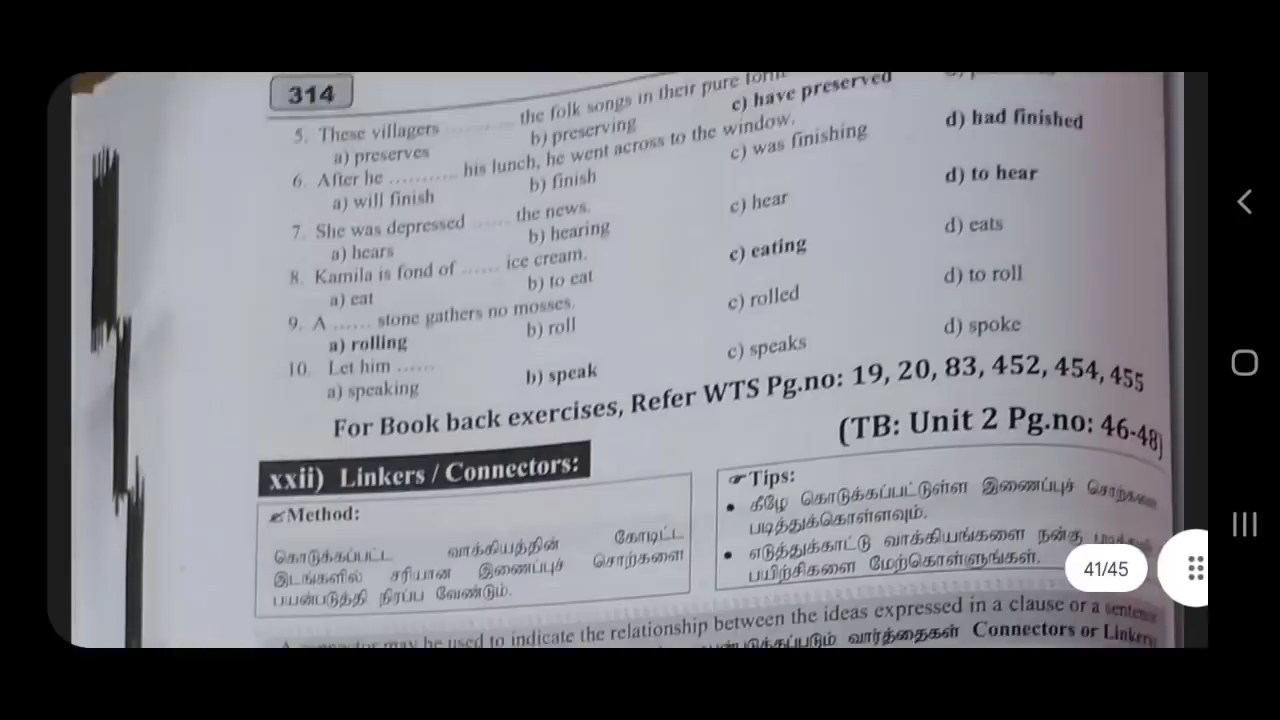 314
5. These villagers ............ the folk songs in their pure form.
a) preserves b) preserving c) have preserved
6. After he ........... his lunch, he went across to the window.
a) will finish b) finish c) was finishing d) had finished
7. She was depressed ....... the news.
a) hears b) hearing c) hear d) to hear
8. Kamila is fond of ...... ice cream.
a) eat b) to eat c) eating d) eats
9. A ...... stone gathers no mosses.
a) rolling b) roll c) rolled d) to roll
10. Let him ......
a) speaking b) speak c) speaks d) spoke
For Book back exercises, Refer WTS Pg.no: 19, 20, 83, 452, 454, 455
(TB: Unit 2 Pg.no: 46-48)
xxii) Linkers / Connectors:
Method:
கொடுக்கப்பட்ட வாக்கியத்தின் கோடிட்ட
இடங்களில் சரியான இணைப்புச் சொற்களை
பயன்படுத்தி நிரப்ப வேண்டும்.
Tips:
• கீழே கொடுக்கப்பட்டுள்ள இணைப்புச் சொற்களை
படித்துக்கொள்ளவும்.
• எடுத்துக்காட்டு வாக்கியங்களை நன்கு
பயிற்சிகளை மேற்கொள்ளுங்கள்.
41/45
A connector may be used to indicate the relationship between the ideas expressed in a clause or a sentence
வார்த்தைகள் Connectors or Linkers